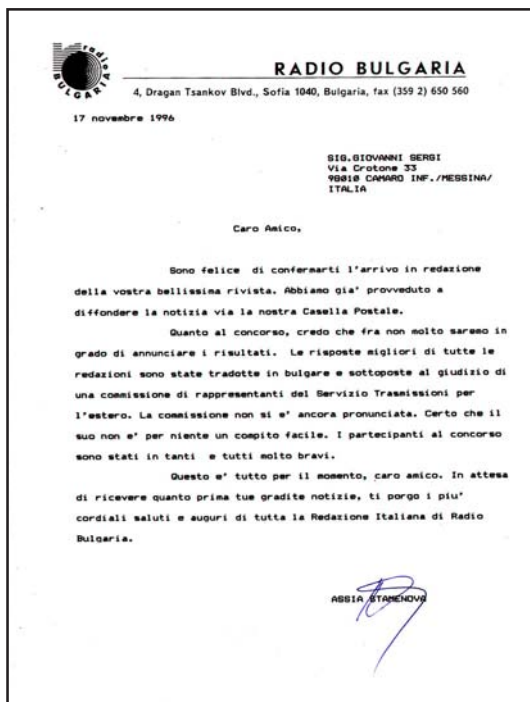 radio
BULGARIA
RADIO BULGARIA
4, Dragan Tsankov Blvd., Sofia 1040, Bulgaria, fax (359 2) 650 560
17 novembre 1996
SIG.GIOVANNI SERGI
Via Crotone 33
98010 CAMARO INF./MESSINA/
ITALIA
Caro Amico,
Sono felice di confermarti l'arrivo in redazione
della vostra bellissima rivista. Abbiamo gia' provveduto a
diffondere la notizia via la nostra Casella Postale.
Quanto al concorso, credo che fra non molto saremo in
grado di annunciare i risultati. Le risposte migliori di tutte le
redazioni sono state tradotte in bulgare e sottoposte al giudizio di
una commissione di rappresentanti del Servizio Trasmissioni per
l'estero. La commissione non si e' ancora pronunciata. Certo che il
suo non e' per niente un compito facile. I partecipanti al concorso
sono stati in tanti e tutti molto bravi.
Questo e' tutto per il momento, caro amico. In attesa
di ricevere quanto prima tue gradite notizie, ti porgo i piu'
cordiali saluti e auguri di tutta la Redazione Italiana di Radio
Bulgaria.
ASSIA STAMENOVA